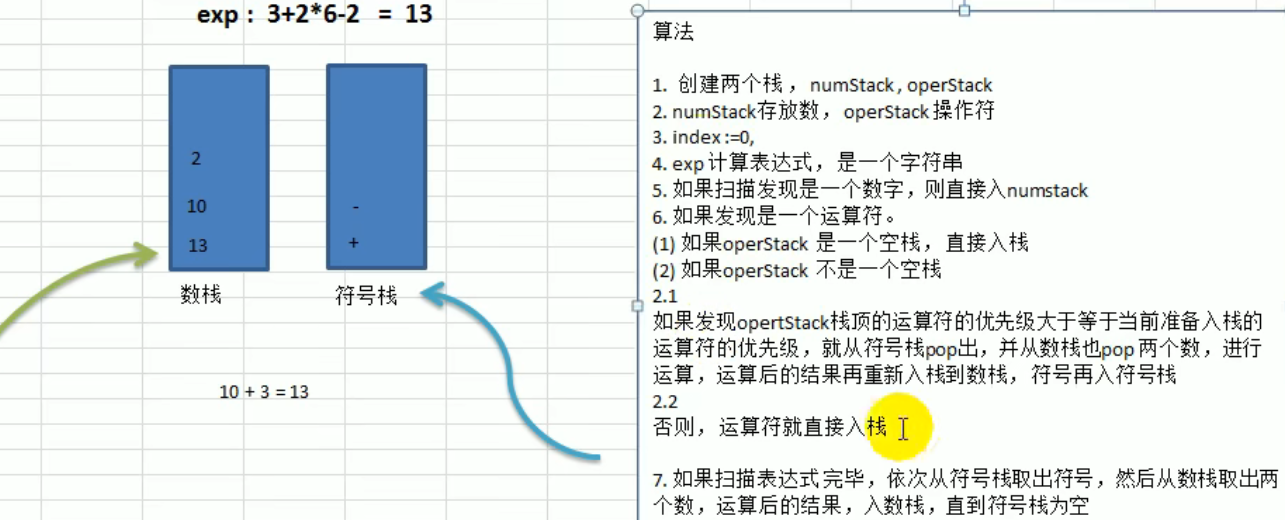 exp : 3+2*6-2 = 13
2
10
-
13
+
数栈
符号栈
10 + 3 = 13
算法
1. 创建两个栈，numStack , operStack
2. numStack存放数，operStack 操作符
3. index :=0,
4. exp 计算表达式，是一个字符串
5. 如果扫描发现是一个数字，则直接入numstack
6. 如果发现是一个运算符。
(1) 如果operStack 是一个空栈，直接入栈
(2) 如果operStack 不是一个空栈
2.1
如果发现opertStack栈顶的运算符的优先级大于等于当前准备入栈的
运算符的优先级，就从符号栈pop出，并从数栈也pop 两个数，进行
运算，运算后的结果再重新入栈到数栈，符号再入符号栈
2.2
否则，运算符就直接入栈
7. 如果扫描表达式 完毕，依次从符号栈取出符号，然后从数栈取出两
个数，运算后的结果，入数栈，直到符号栈为空